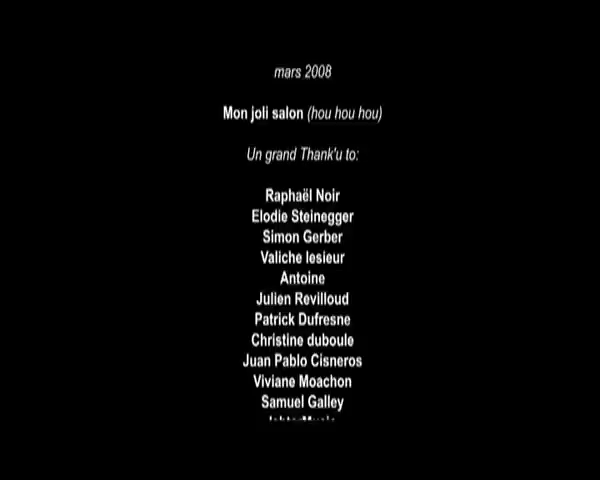 mars 2008
Mon joli salon (hou hou hou)
Un grand Thank'u to:
Raphaël Noir
Elodie Steinegger
Simon Gerber
Valiche lesieur
Antoine
Julien Revilloud
Patrick Dufresne
Christine duboule
Juan Pablo Cisneros
Viviane Moachon
Samuel Galley